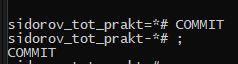 sidorov_tot_prakt=*# COMMIT
sidorov_tot_prakt-*# ;
COMMIT